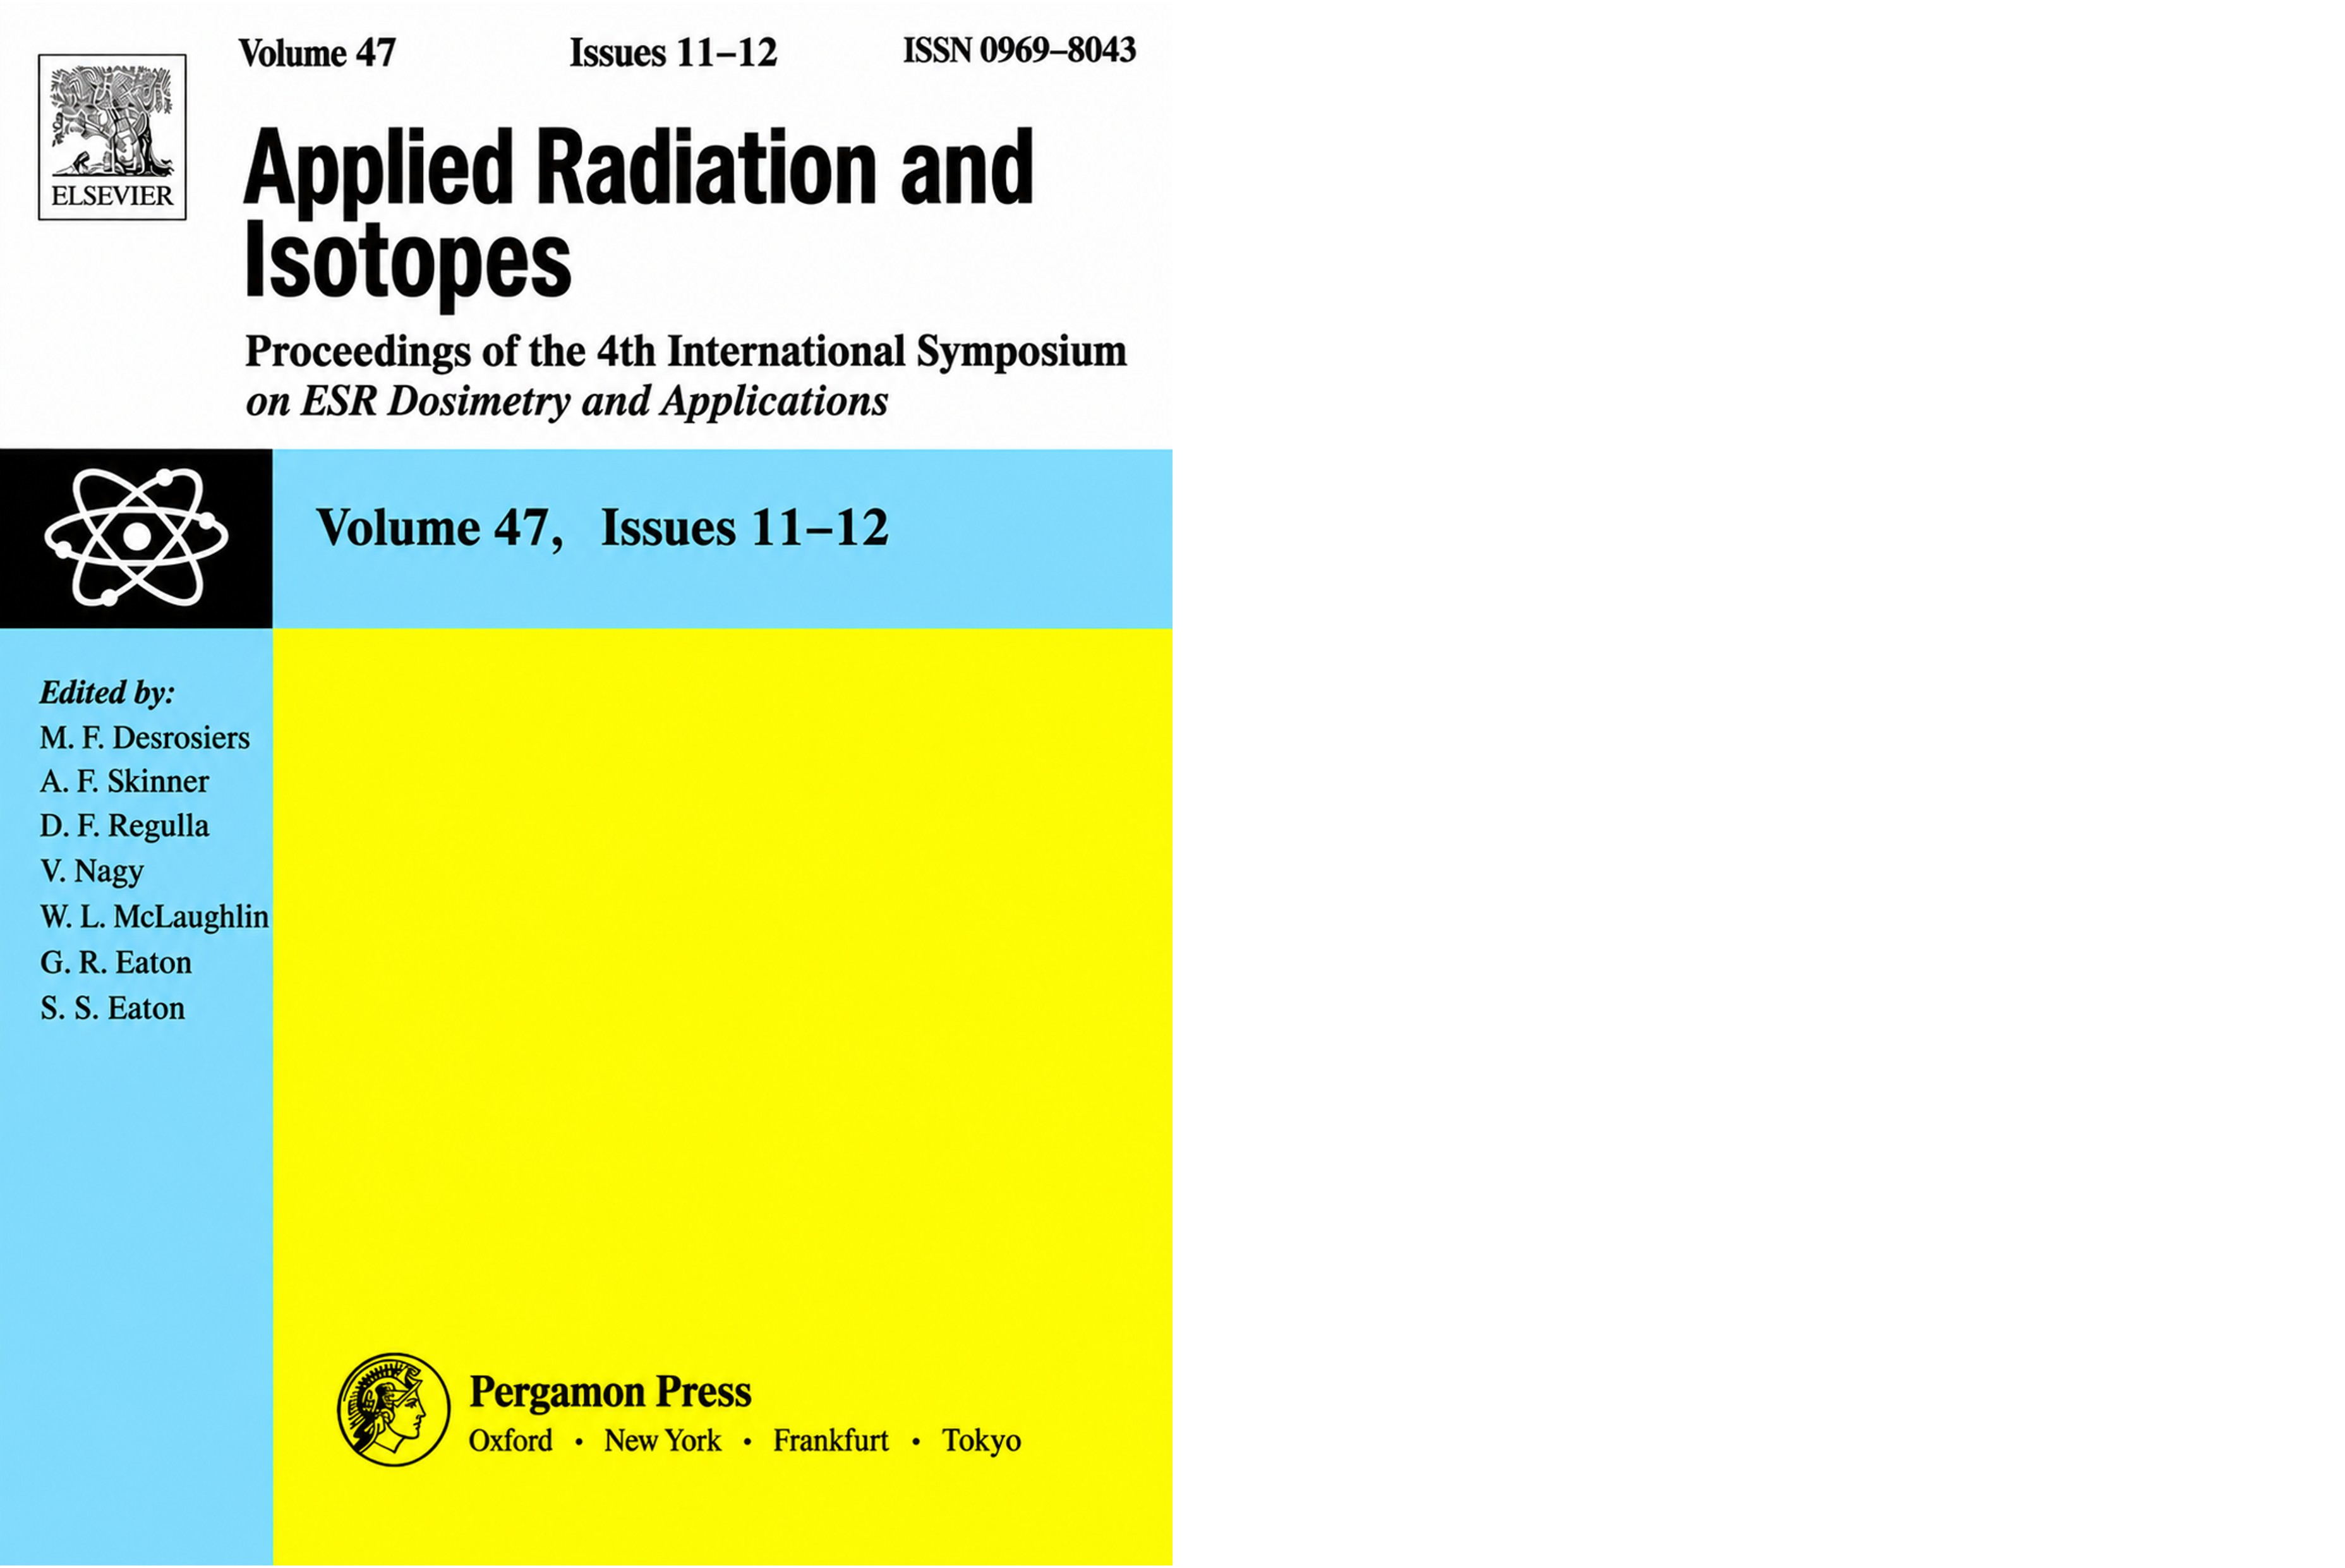 Volume 47 Issues 11–12 ISSN 0969–8043
ELSEVIER
Applied Radiation and
Isotopes
Proceedings of the 4th International Symposium
on ESR Dosimetry and Applications
Volume 47, Issues 11–12
Edited by:
M. F. Desrosiers
A. F. Skinner
D. F. Regulla
V. Nagy
W. L. McLaughlin
G. R. Eaton
S. S. Eaton
Pergamon Press
Oxford • New York • Frankfurt • Tokyo